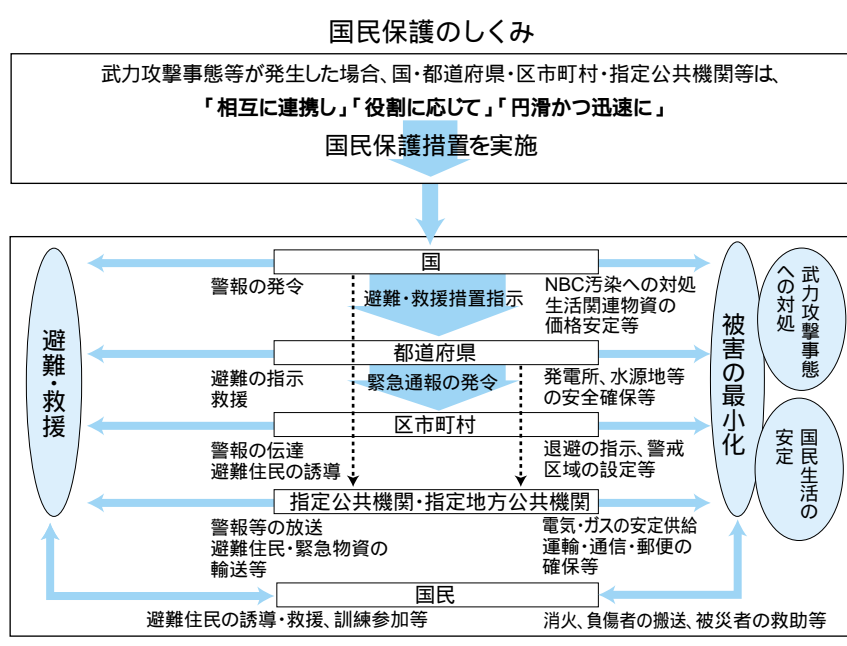 国民保護のしくみ
武力攻撃事態等が発生した場合、国・都道府県・区市町村・指定公共機関等は、
「相互に連携し」「役割に応じて」「円滑かつ迅速に」
国民保護措置を実施
避難・救援
国
警報の発令
避難・救援措置指示
NBC汚染への対処
生活関連物資の
価格安定等
都道府県
避難の指示
救援
緊急通報の発令
発電所、水源地等
の安全確保等
区市町村
警報の伝達
避難住民の誘導
退避の指示、警戒
区域の設定等
指定公共機関・指定地方公共機関
警報等の放送
避難住民・緊急物資の
輸送等
電気・ガスの安定供給
運輸・通信・郵便の
確保等
国民
避難住民の誘導・救援、訓練参加等
消火、負傷者の搬送、被災者の救助等
被害の最小化
武力攻撃事態
への対処
国民生活の
安定